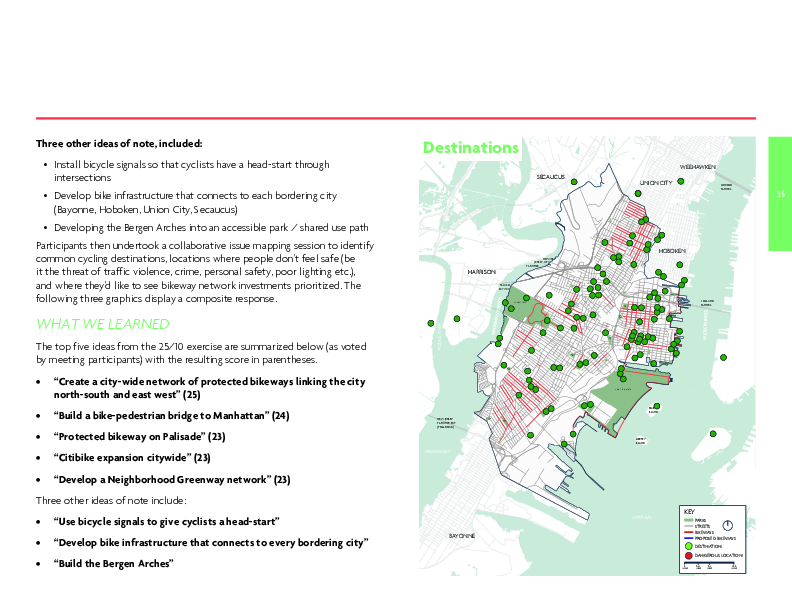 Three other ideas of note, included:
• Install bicycle signals so that cyclists have a head-start through
intersections
• Develop bike infrastructure that connects to each bordering city
(Bayonne, Hoboken, Union City, Secaucus)
• Developing the Bergen Arches into an accessible park / shared use path
Participants then undertook a collaborative issue mapping session to identify
common cycling destinations, locations where people don't feel safe (be
it the threat of traffic violence, crime, personal safety, poor lighting etc.),
and where they'd like to see bikeway network investments prioritized. The
following three graphics display a composite response.
WHAT WE LEARNED
The top five ideas from the 25/10 exercise are summarized below (as voted
by meeting participants) with the resulting score in parentheses.
• "Create a city-wide network of protected bikeways linking the city
north-south and east west" (25)
• "Build a bike-pedestrian bridge to Manhattan" (24)
• "Protected bikeway on Palisade" (23)
• "Citibike expansion citywide" (23)
• "Develop a Neighborhood Greenway network" (23)
Three other ideas of note include:
• "Use bicycle signals to give cyclists a head-start"
• "Develop bike infrastructure that connects to every bordering city"
• "Build the Bergen Arches"
Destinations
WEEHAWKEN
SECAUCUS
UNION CITY
HOBOKEN
HARRISON
BAYONNE
KEY
PARKS
STREETS
BIKEWAYS
PROPOSED BIKEWAYS
DESTINATIONS
DANGEROUS LOCATIONS
35